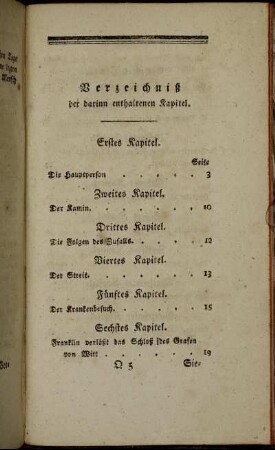 Verzeichniß
der darinn enthaltenen Kapitel.
Erstes Kapitel.
Seite
Die Hauptperson . . . . . 3
Zweites Kapitel.
Der Kamin. . . . . . . 10
Drittes Kapitel.
Die Folgen des Zufalls. . . . . 12
Viertes Kapitel.
Der Streit. . . . . . . 13
Fünftes Kapitel.
Der Krankenbesuch. . . . . . 15
Sechstes Kapitel.
Franklin verläßt das Schloß des Grafen
von Witt . . . . . . 19
Q 5 Sie-